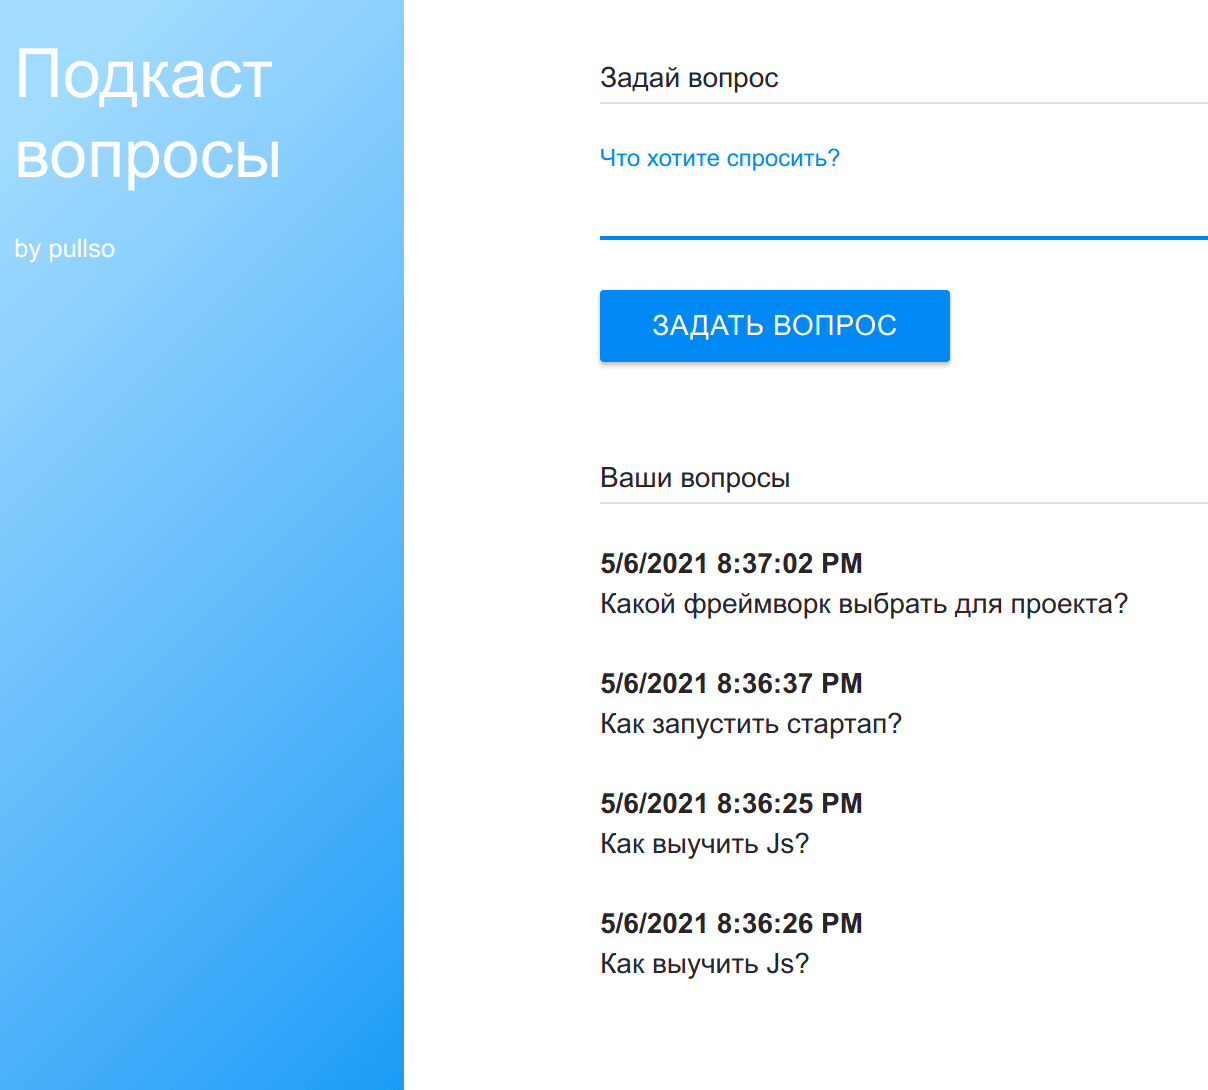 Подкаст
вопросы
by pullso
Задай вопрос
Что хотите спросить?
ЗАДАТЬ ВОПРОС
Ваши вопросы
5/6/2021 8:37:02 PM
Какой фреймворк выбрать для проекта?
5/6/2021 8:36:37 PM
Как запустить стартап?
5/6/2021 8:36:25 PM
Как выучить Js?
5/6/2021 8:36:26 PM
Как выучить Js?